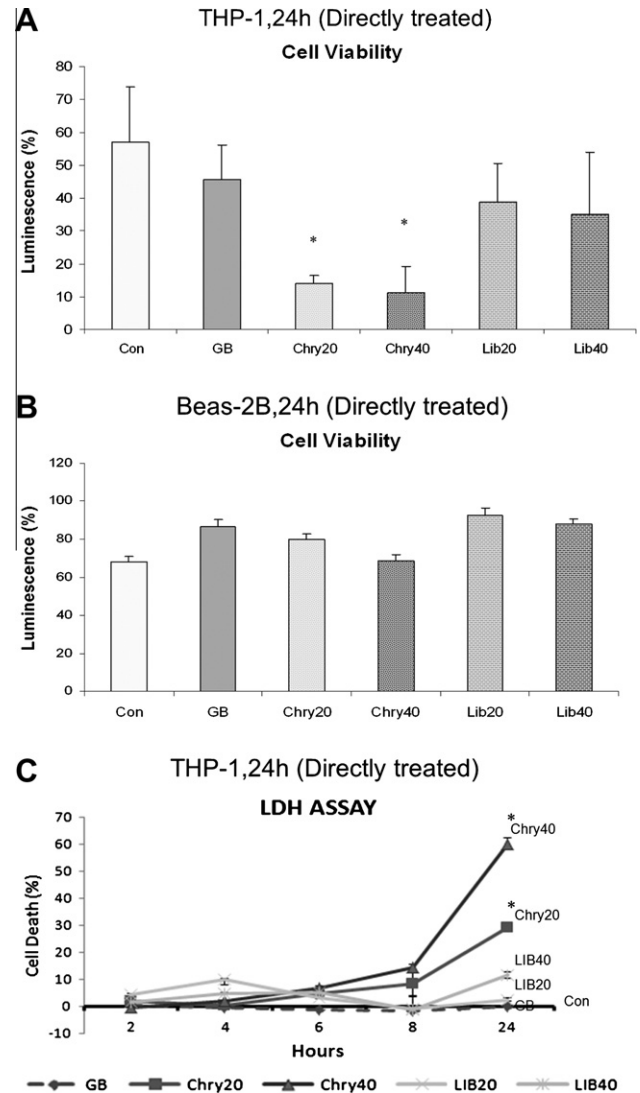 A
THP-1,24h (Directly treated)
Cell Viability
Luminescence (%)
80
70
60
50
40
30
20
10
0
*
*
Con GB Chry20 Chry40 Lib20 Lib40
B
Beas-2B,24h (Directly treated)
Cell Viability
Luminescence (%)
120
100
80
60
40
20
0
Con GB Chry20 Chry40 Lib20 Lib40
C
THP-1,24h (Directly treated)
LDH ASSAY
Cell Death (%)
70
60
50
40
30
20
10
0
-10
*
Chry40
*
Chry20
LIB40
LIB20
GB
Con
2 4 6 8 24
Hours
GB Chry20 Chry40 LIB20 LIB40